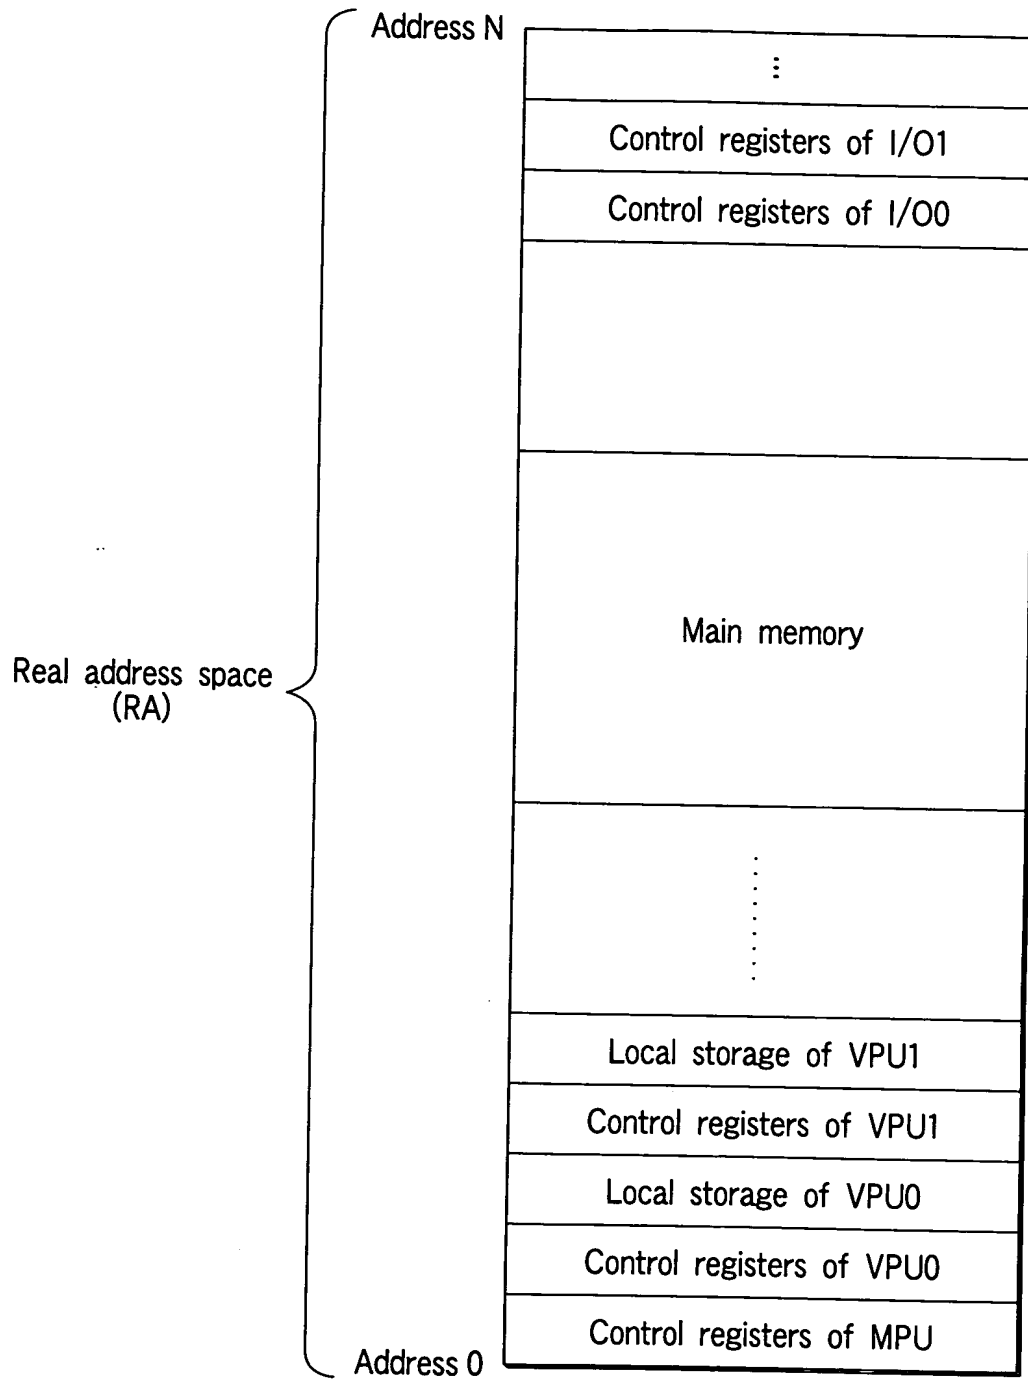 Address N
⋮
Control registers of I/O1
Control registers of I/O0
Main memory
Real address space
(RA)
Local storage of VPU1
Control registers of VPU1
Local storage of VPU0
Control registers of VPU0
Control registers of MPU
Address 0